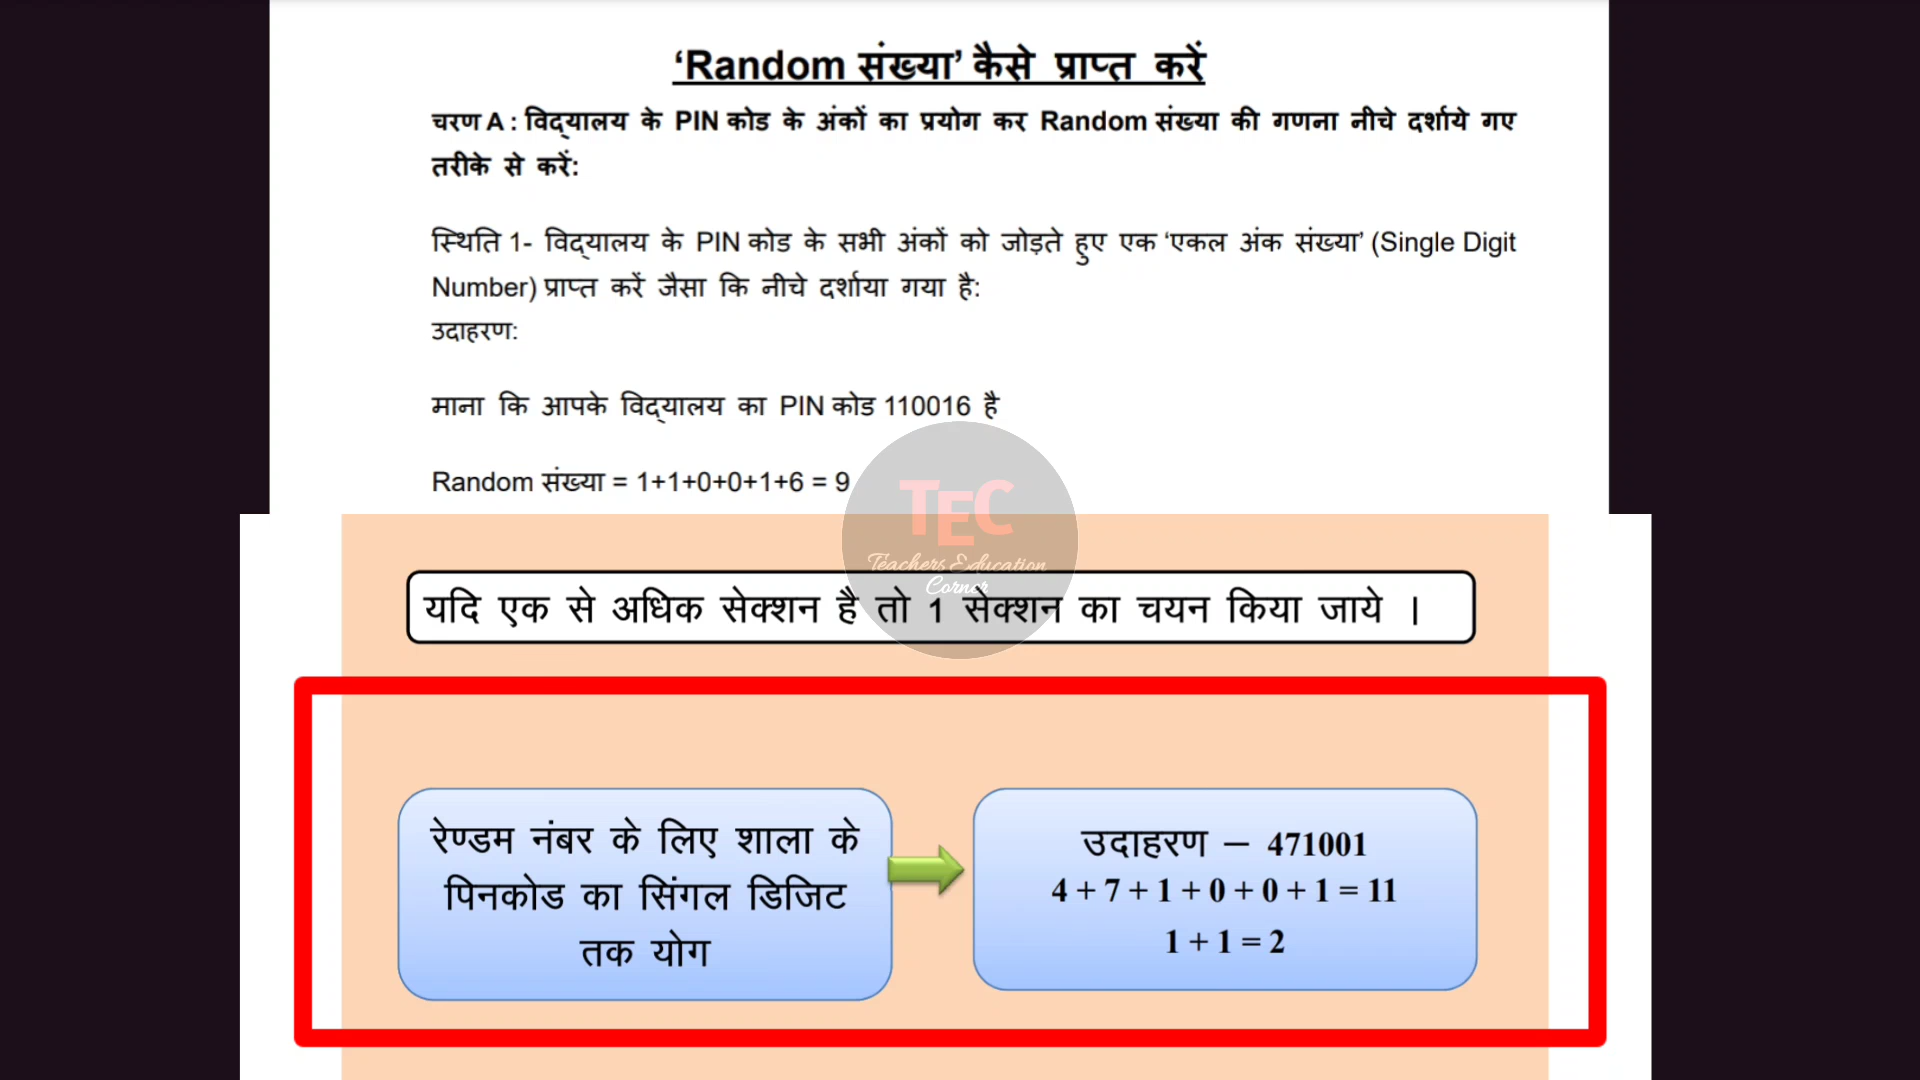 ‘Random संख्या’ कैसे प्राप्त करें
चरण A : विद्यालय के PIN कोड के अंकों का प्रयोग कर Random संख्या की गणना नीचे दर्शाये गए
तरीके से करें:
स्थिति 1- विद्यालय के PIN कोड के सभी अंकों को जोड़ते हुए एक ‘एकल अंक संख्या’ (Single Digit
Number) प्राप्त करें जैसा कि नीचे दर्शाया गया है:
उदाहरण:
माना कि आपके विद्यालय का PIN कोड 110016 है
Random संख्या = 1+1+0+0+1+6 = 9
TEC
Teachers Education
Corner
यदि एक से अधिक सेक्शन है तो 1 सेक्शन का चयन किया जाये ।
रेण्डम नंबर के लिए शाला के
पिनकोड का सिंगल डिजिट
तक योग
उदाहरण – 471001
4 + 7 + 1 + 0 + 0 + 1 = 11
1 + 1 = 2